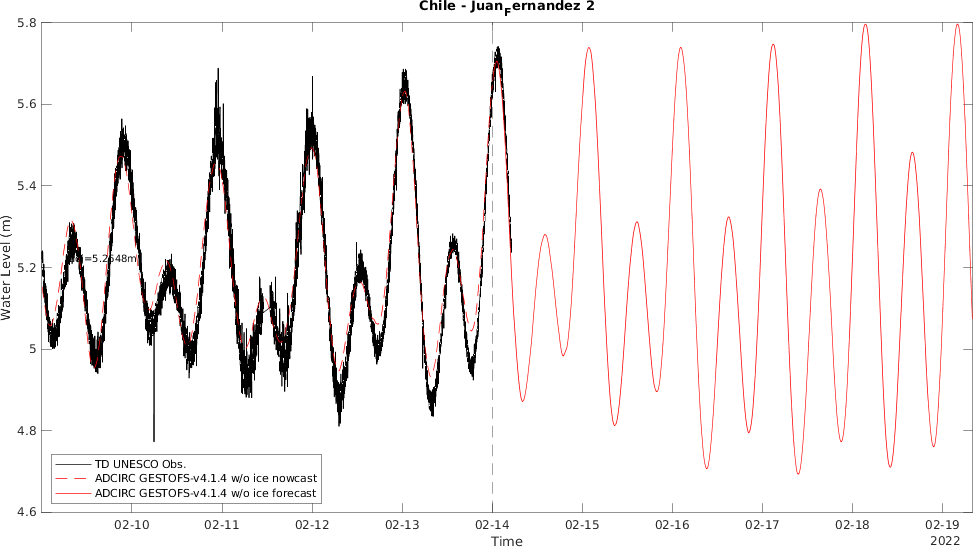 Chile - Juan_Fernandez 2
5.8
5.6
5.4
5.2
5
4.8
4.6
Water Level (m)
=5.2648m
TD UNESCO Obs.
ADCIRC GESTOFS-v4.1.4 w/o ice nowcast
ADCIRC GESTOFS-v4.1.4 w/o ice forecast
02-10 02-11 02-12 02-13 02-14 02-15 02-16 02-17 02-18 02-19
Time
2022